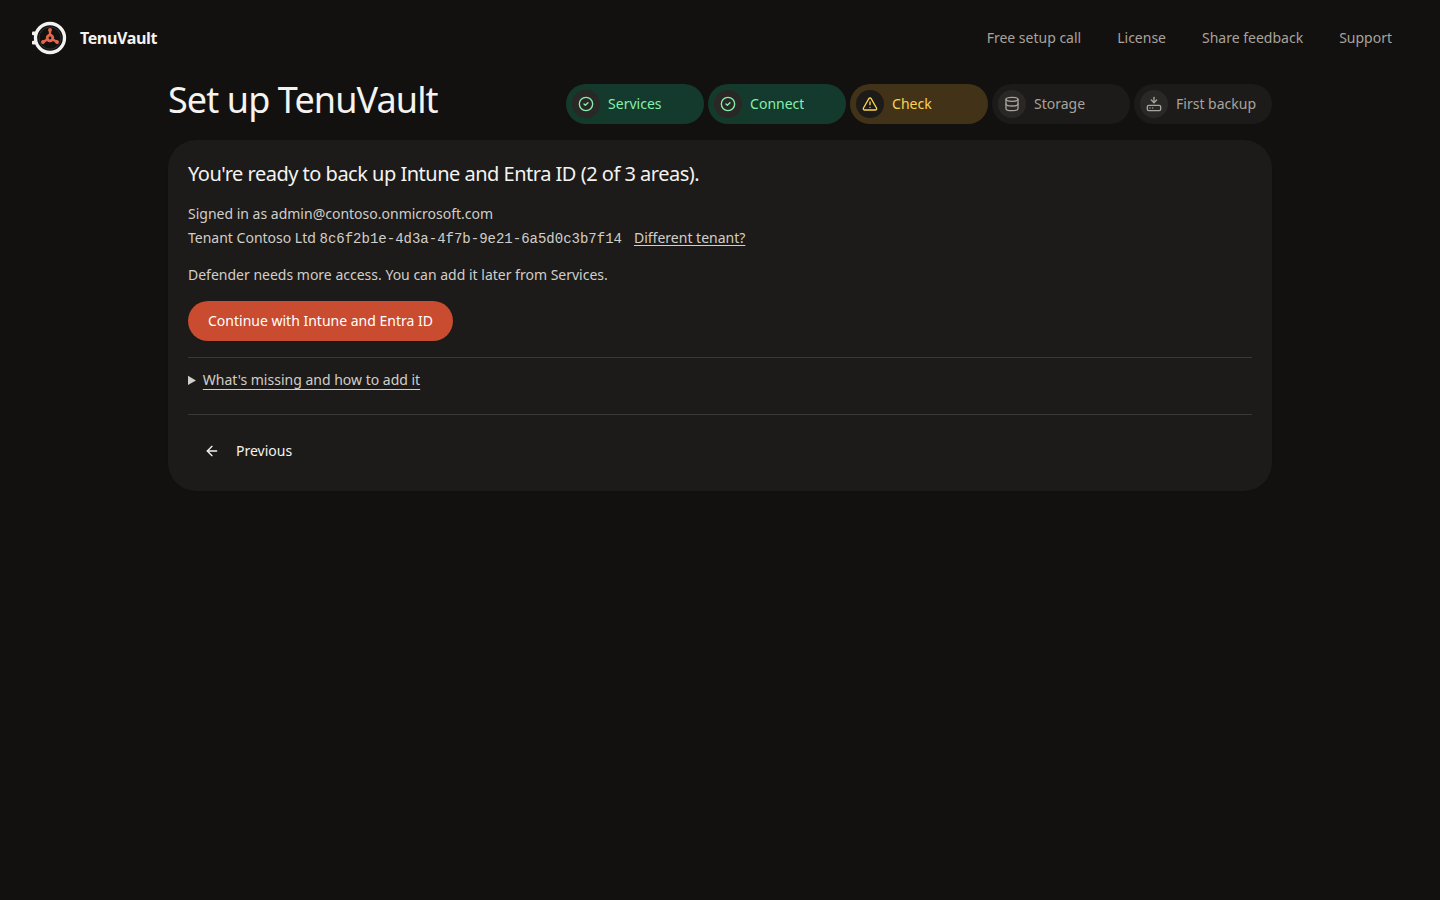 TenuVault
Free setup call
License
Share feedback
Support
Set up TenuVault
Services
Connect
Check
Storage
First backup
You're ready to back up Intune and Entra ID (2 of 3 areas).
Signed in as admin@contoso.onmicrosoft.com
Tenant Contoso Ltd 8c6f2b1e-4d3a-4f7b-9e21-6a5d0c3b7f14 Different tenant?
Defender needs more access. You can add it later from Services.
Continue with Intune and Entra ID
What's missing and how to add it
Previous